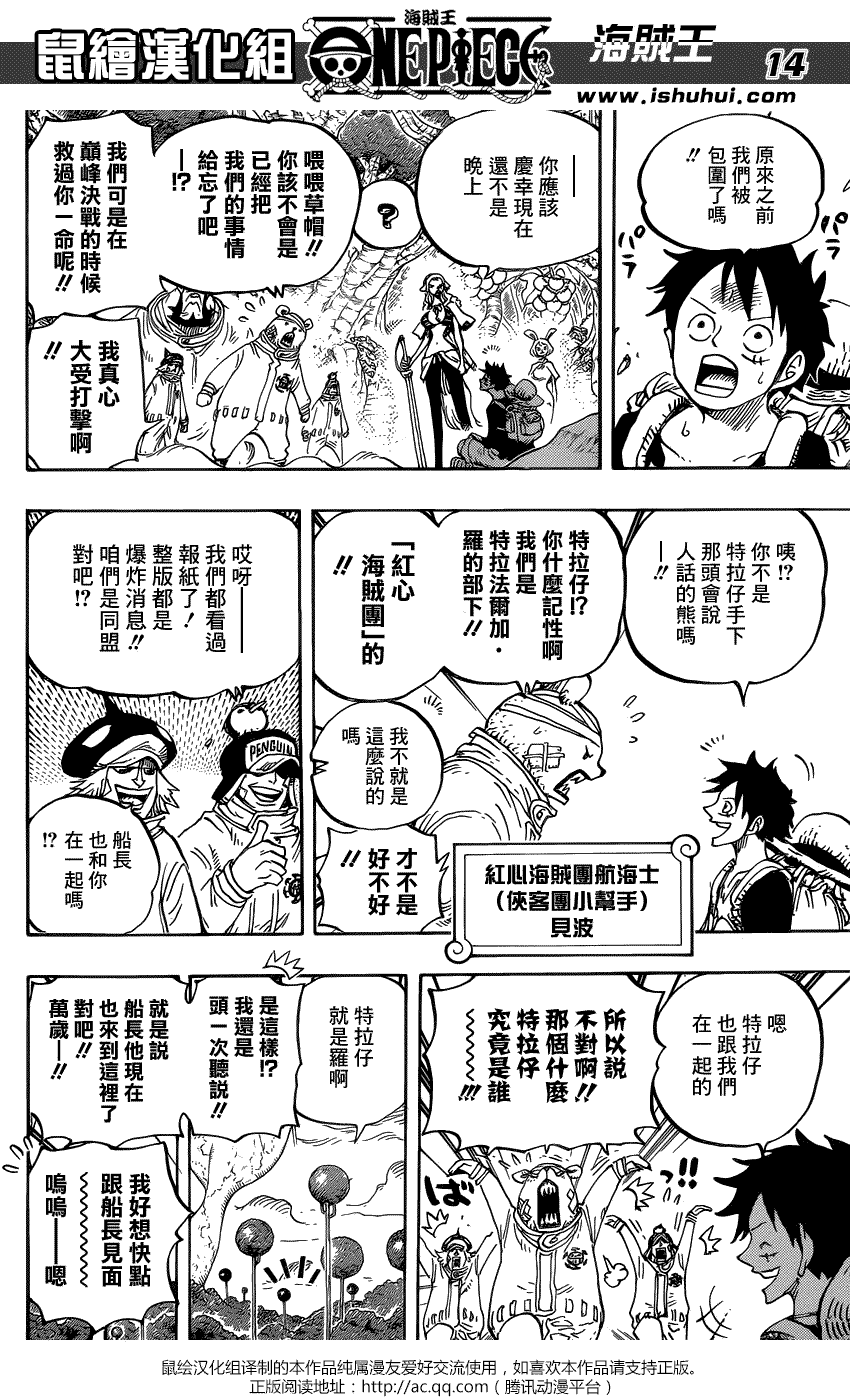 鼠繪漢化組
海賊王
ONE PIECE
海賊王
14
www.ishuhui.com
原來之前
我們被
包圍了嗎
!!
パラ
パラ
——
你應該
慶幸現在
還不是
晚上
?
喂喂草帽!!
你該不會是
已經把
我們的事情
給忘了吧
—!?
我們可是在
巔峰決戰的時候
救過你一命呢!!
我真心
大受打擊啊
!!
咦!?
你不是
特拉仔手下
那頭會說
人話的熊嗎
—!!
特拉仔!?
你什麼記性啊
我們是
特拉法爾加·
羅的部下!!
「紅心
海賊團」的
!!
我不就是
這麼說的
嗎
才不是
好不好
!!
紅心海賊團航海士
（俠客團小幫手）
貝波
哎呀——
我們都看過
報紙了!
整版都是
爆炸消息!!
咱們是同盟
對吧!?
PENGUIN
船長
也和你
在一起嗎
!?
嗯
特拉仔
也跟我們
在一起的
所以說
不對啊!!
那個什麼
特拉仔
究竟是誰
ば
!!
特拉仔
就是羅啊
是這樣!?
我還是
頭一次聽說!!
就是說
船長他現在
也來到這裡了
對吧!!
萬歲—!!
我好想快點
跟船長見面
嗚嗚——嗯
鼠绘汉化组译制的本作品纯属漫友爱好交流使用，如喜欢本作品请支持正版。
正版阅读地址：http://ac.qq.com（腾讯动漫平台）